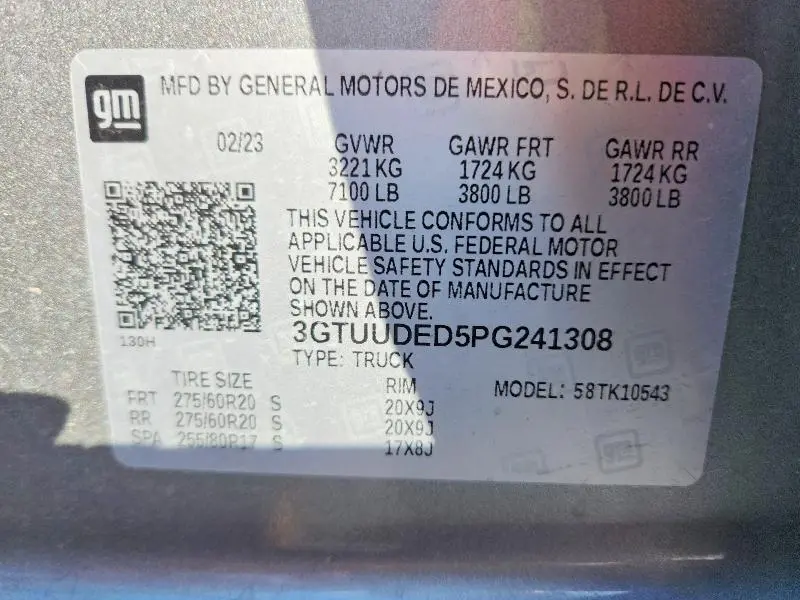 gm
MFD BY GENERAL MOTORS DE MEXICO, S. DE R.L. DE C.V.
02/23 GVWR GAWR FRT GAWR RR
3221 KG 1724 KG 1724 KG
7100 LB 3800 LB 3800 LB
THIS VEHICLE CONFORMS TO ALL
APPLICABLE U.S. FEDERAL MOTOR
VEHICLE SAFETY STANDARDS IN EFFECT
ON THE DATE OF MANUFACTURE
SHOWN ABOVE.
130H
3GTUUDED5PG241308
TYPE: TRUCK
TIRE SIZE RIM MODEL: 58TK10543
FRT 275/60R20 S 20X9J
RR 275/60R20 S 20X9J
SPA 255/80R17 S 17X8J